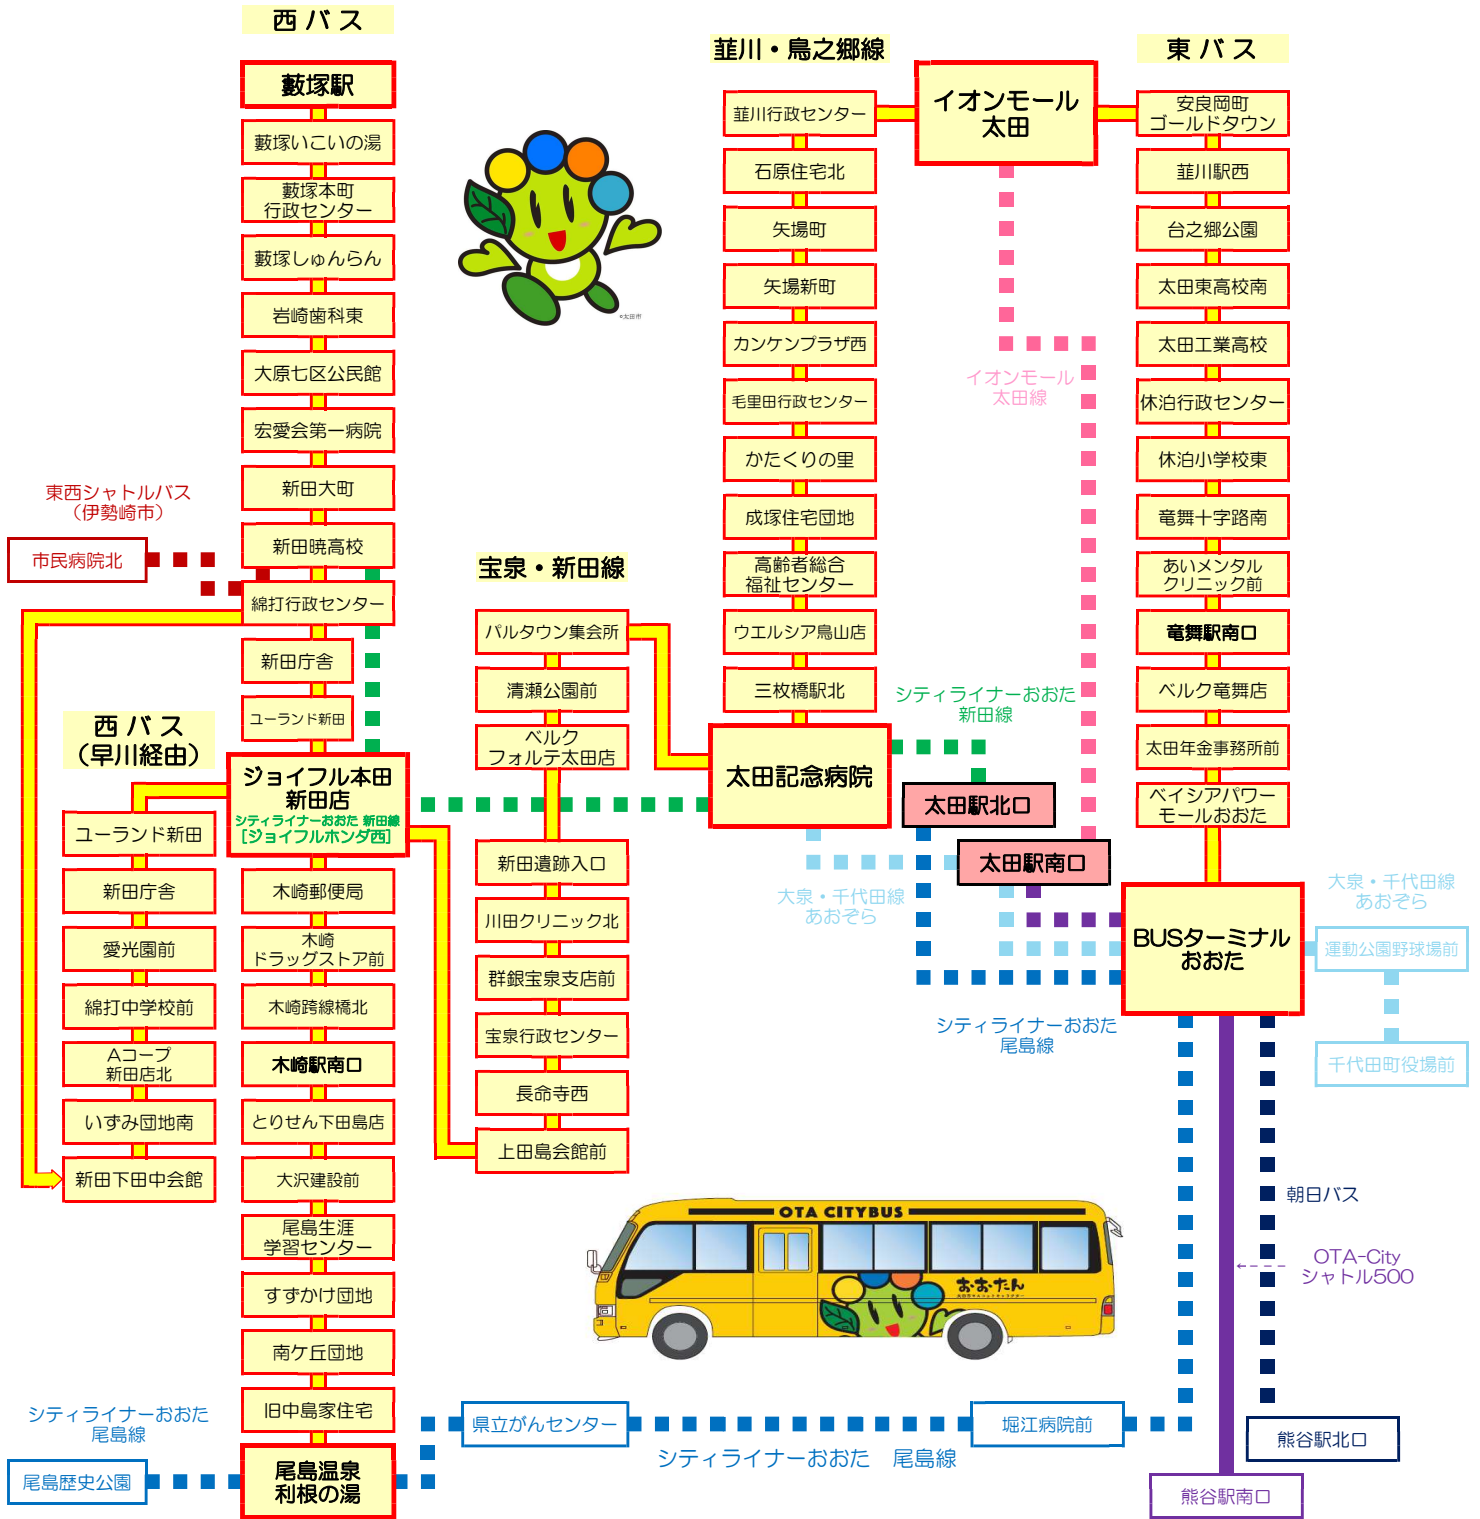 西バス
藪塚駅
藪塚いこいの湯
藪塚本町
行政センター
藪塚しゅんらん
岩崎歯科東
大原七区公民館
宏愛会第一病院
新田大町
新田暁高校
東西シャトルバス
（伊勢崎市）
市民病院北
綿打行政センター
新田庁舎
ユーランド新田
ジョイフル本田
新田店
シティライナーおおた 新田線
[ジョイフルホンダ西]
木崎郵便局
木崎
ドラッグストア前
木崎跨線橋北
木崎駅南口
とりせん下田島店
大沢建設前
尾島生涯
学習センター
すずかけ団地
南ケ丘団地
旧中島家住宅
尾島温泉
利根の湯
シティライナーおおた
尾島線
尾島歴史公園
西バス
（早川経由）
ユーランド新田
新田庁舎
愛光園前
綿打中学校前
Aコープ
新田店北
いずみ団地南
新田下田中会館
©太田市
宝泉・新田線
パルタウン集会所
清瀬公園前
ベルク
フォルテ太田店
新田遺跡入口
川田クリニック北
群銀宝泉支店前
宝泉行政センター
長命寺西
上田島会館前
韮川・鳥之郷線
韮川行政センター
石原住宅北
矢場町
矢場新町
カンケンプラザ西
毛里田行政センター
かたくりの里
成塚住宅団地
高齢者総合
福祉センター
ウエルシア鳥山店
三枚橋駅北
太田記念病院
イオンモール
太田
イオンモール
太田線
シティライナーおおた
新田線
太田駅北口
太田駅南口
大泉・千代田線
あおぞら
シティライナーおおた
尾島線
東バス
安良岡町
ゴールドタウン
韮川駅西
台之郷公園
太田東高校南
太田工業高校
休泊行政センター
休泊小学校東
竜舞十字路南
あいメンタル
クリニック前
竜舞駅南口
ベルク竜舞店
太田年金事務所前
ベイシアパワー
モールおおた
BUSターミナル
おおた
大泉・千代田線
あおぞら
運動公園野球場前
千代田町役場前
朝日バス
OTA-City
シャトル500
OTA CITYBUS
おおたん
県立がんセンター
シティライナーおおた　尾島線
堀江病院前
熊谷駅北口
熊谷駅南口